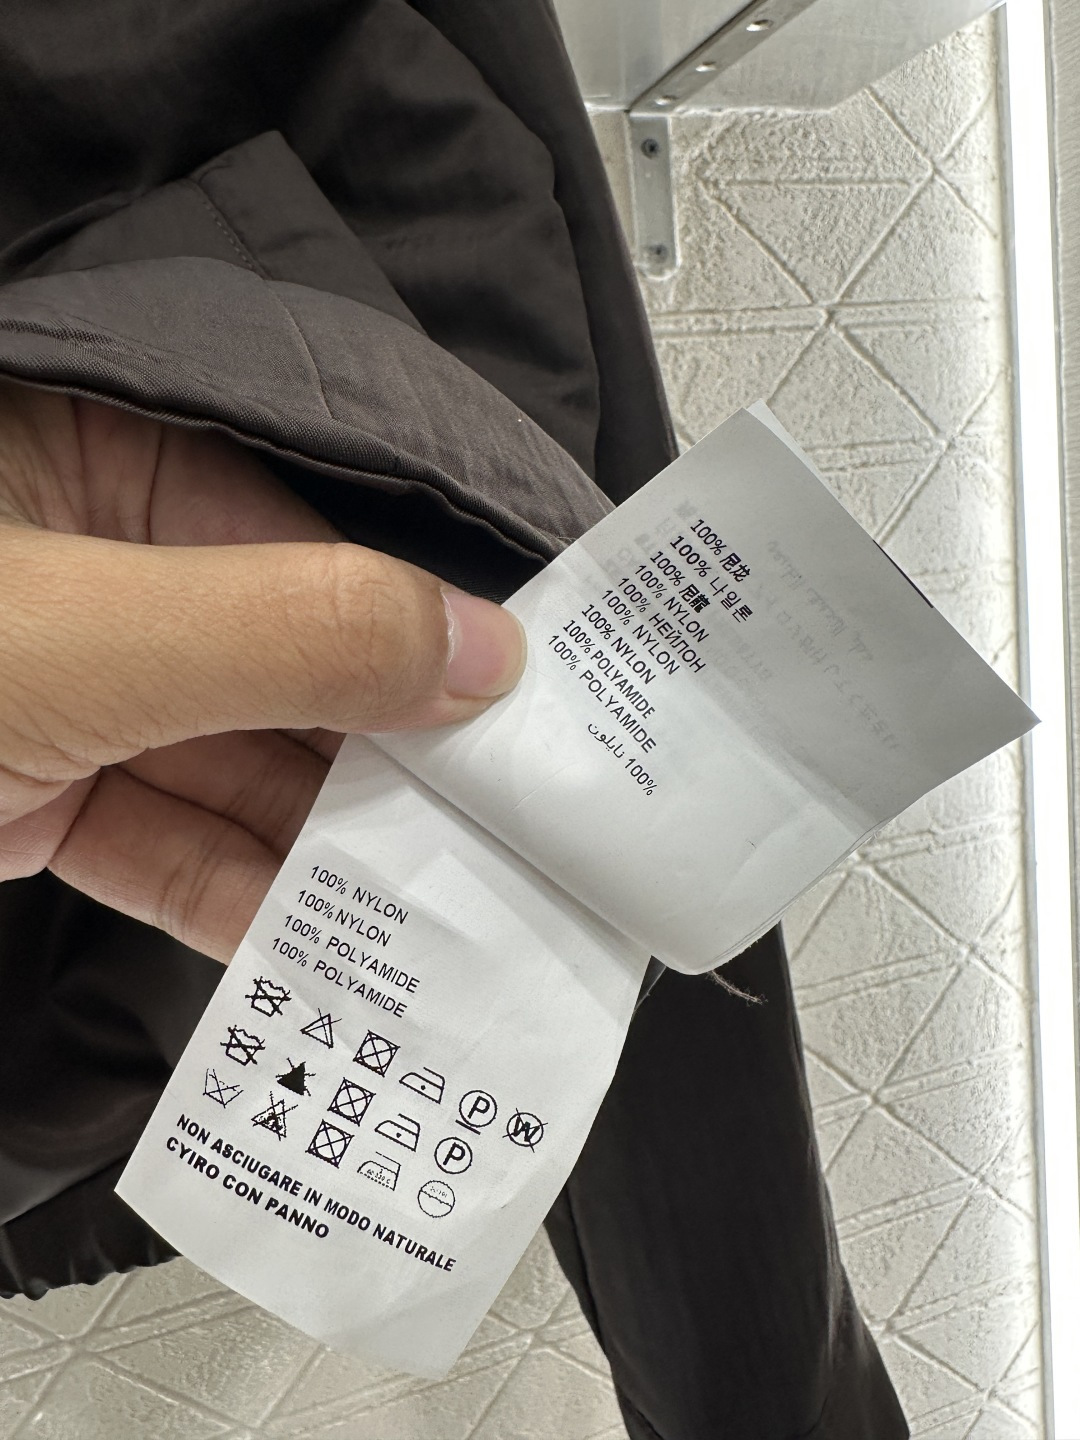 100% 尼龙
100% 나일론
100% 尼龍
100% NYLON
100% НЕЙЛОН
100% NYLON
100% NYLON
100% POLYAMIDE
100% POLYAMIDE
100% نايلون
100% NYLON
100% NYLON
100% POLYAMIDE
100% POLYAMIDE
P W
P
NON ASCIUGARE IN MODO NATURALE
CYIRO CON PANNO